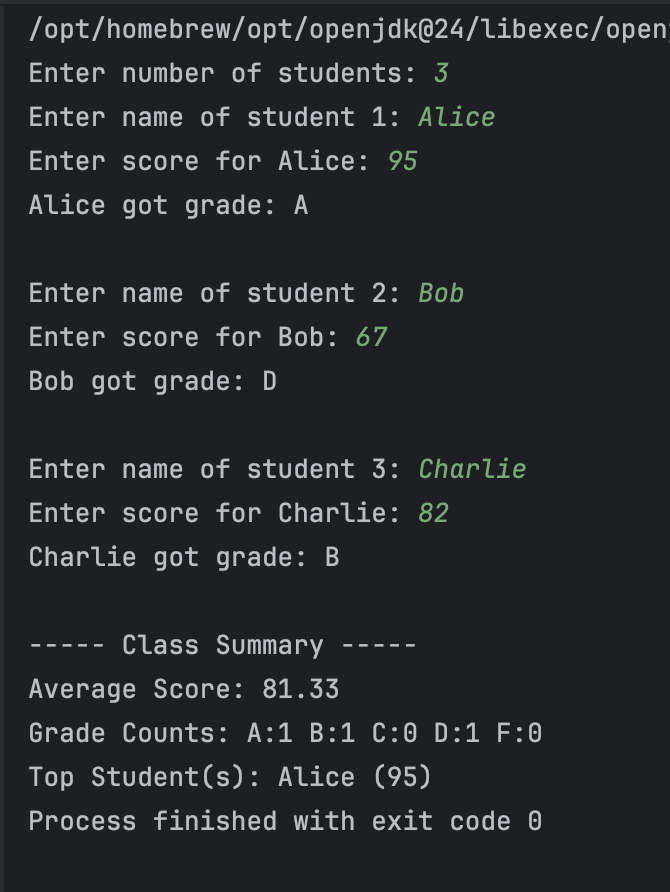 /opt/homebrew/opt/openjdk@24/libexec/open
Enter number of students: 3
Enter name of student 1: Alice
Enter score for Alice: 95
Alice got grade: A
Enter name of student 2: Bob
Enter score for Bob: 67
Bob got grade: D
Enter name of student 3: Charlie
Enter score for Charlie: 82
Charlie got grade: B
----- Class Summary -----
Average Score: 81.33
Grade Counts: A:1 B:1 C:0 D:1 F:0
Top Student(s): Alice (95)
Process finished with exit code 0